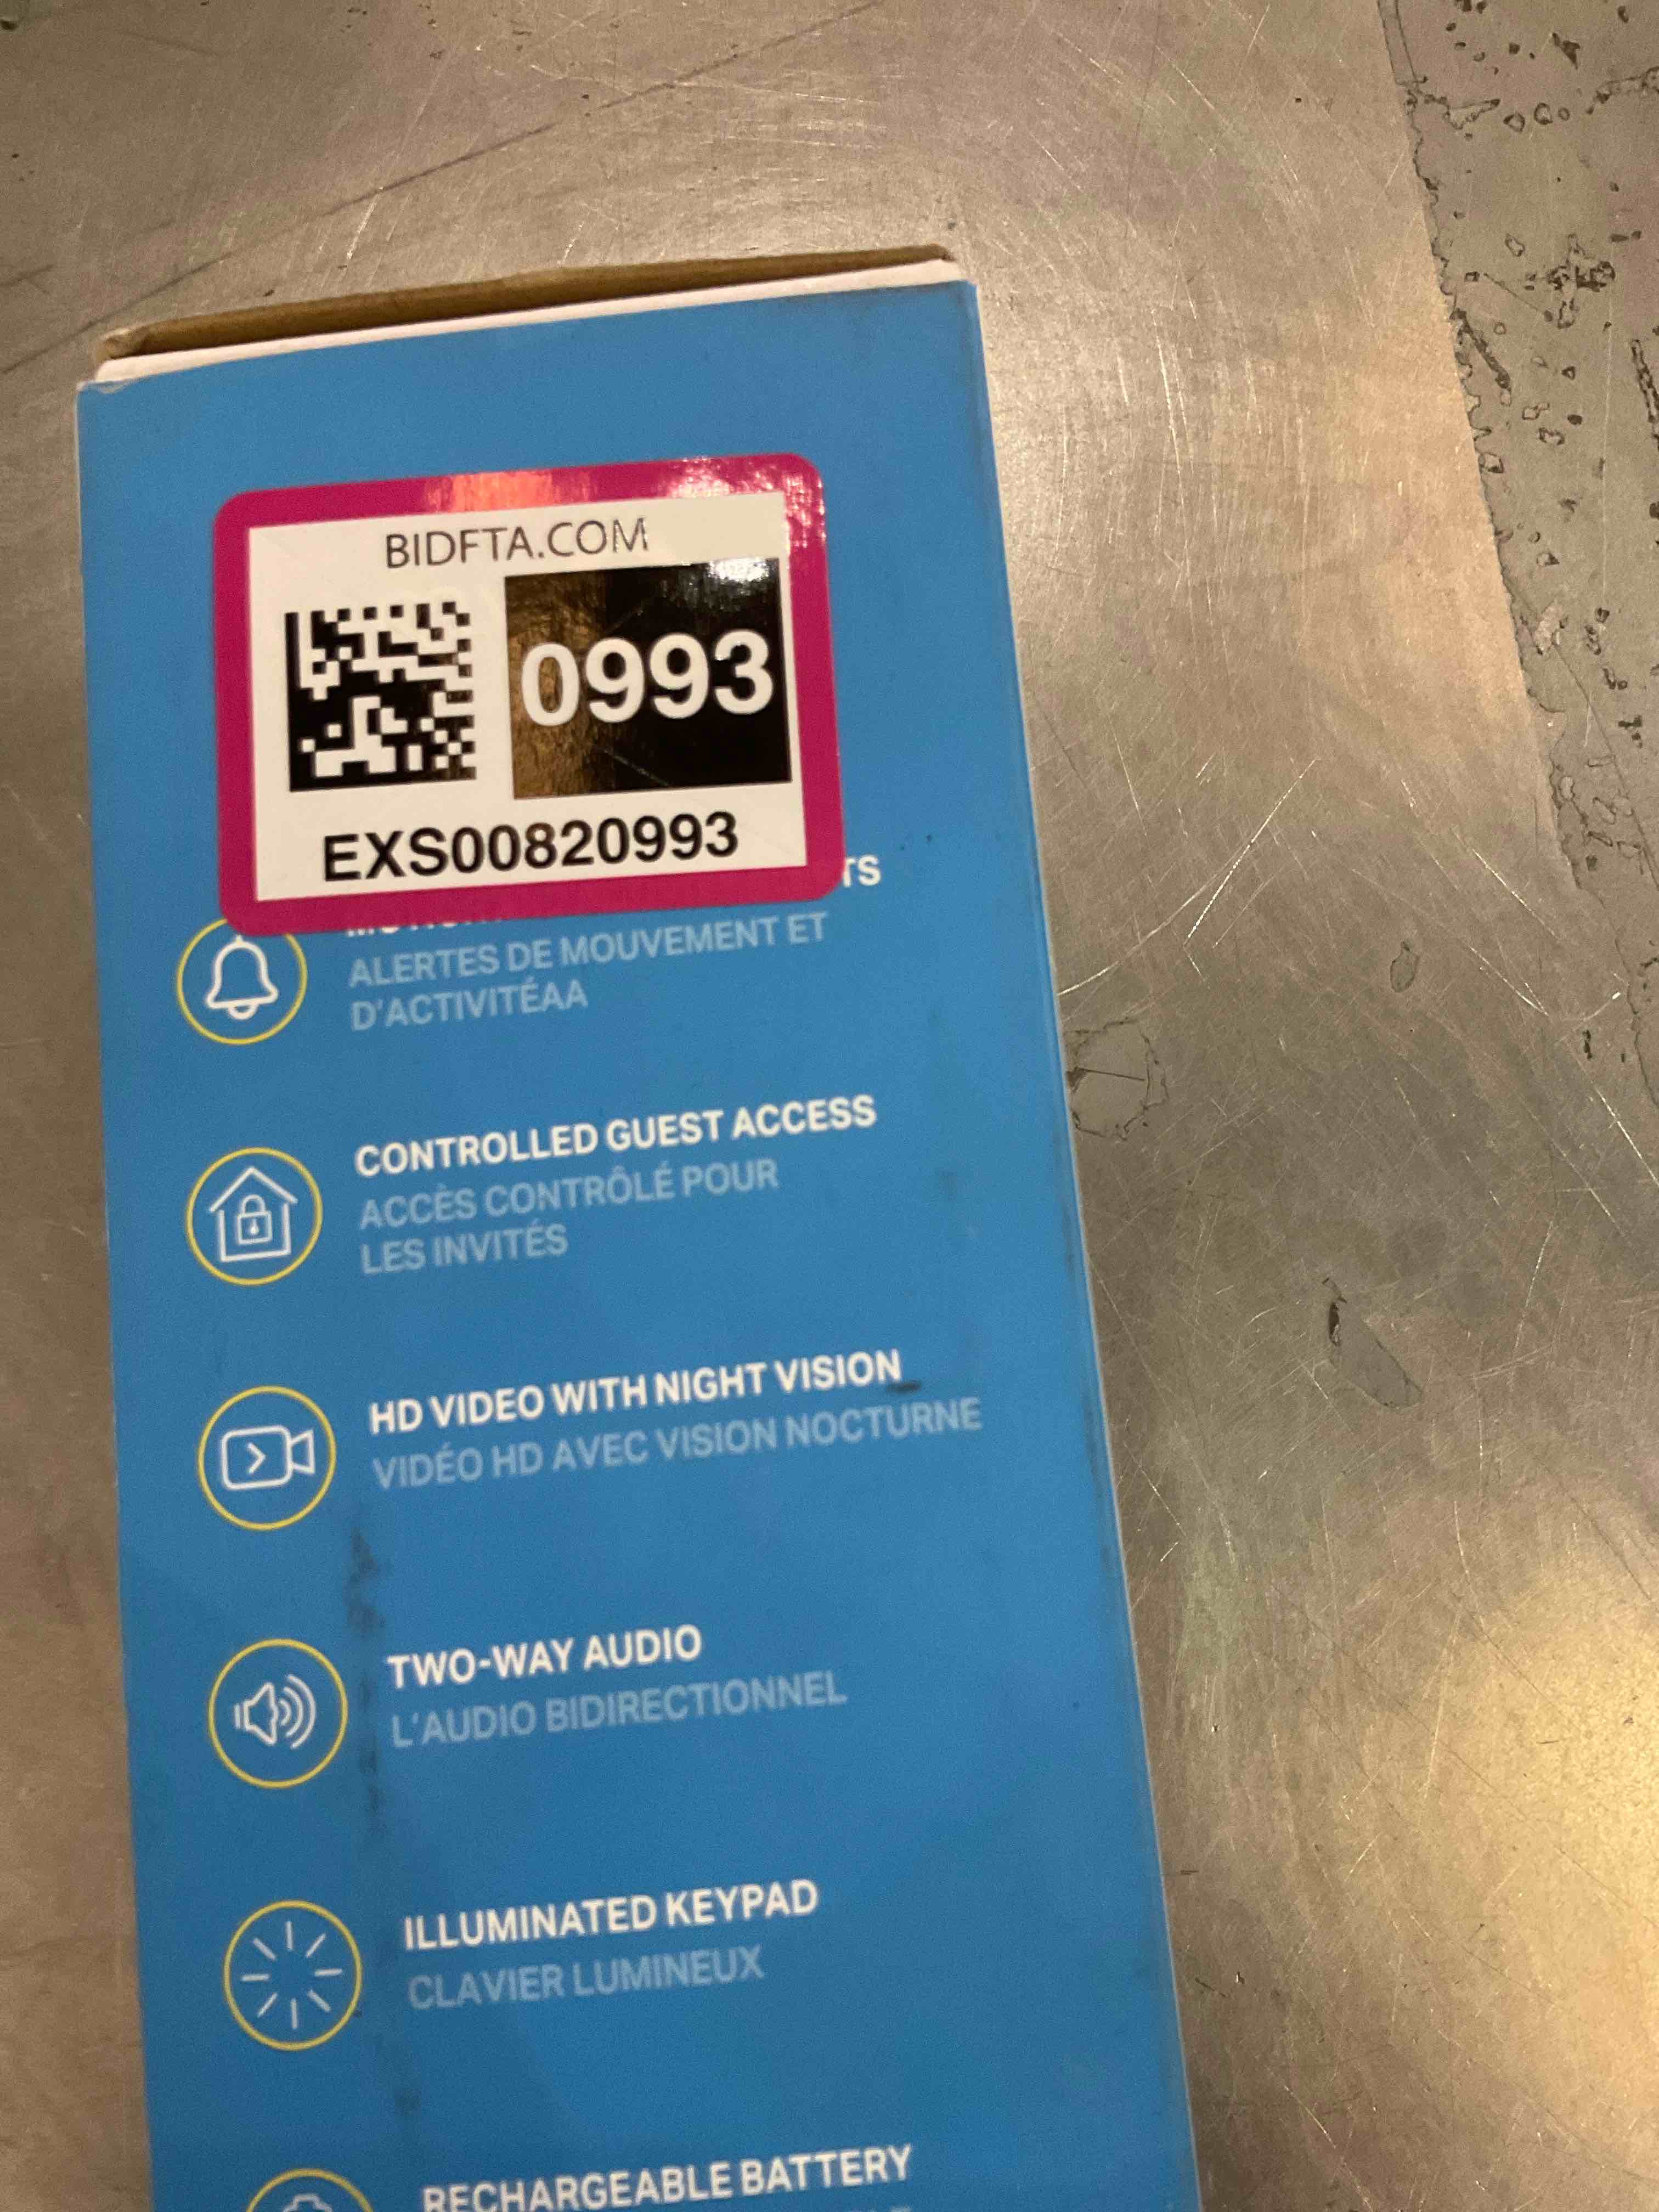 BIDFTA.COM
0993
EXS00820993
TS
ALERTES DE MOUVEMENT ET
D'ACTIVITÉAA
CONTROLLED GUEST ACCESS
ACCÈS CONTRÔLÉ POUR
LES INVITÉS
HD VIDEO WITH NIGHT VISION
VIDÉO HD AVEC VISION NOCTURNE
TWO-WAY AUDIO
L'AUDIO BIDIRECTIONNEL
ILLUMINATED KEYPAD
CLAVIER LUMINEUX
RECHARGEABLE BATTERY